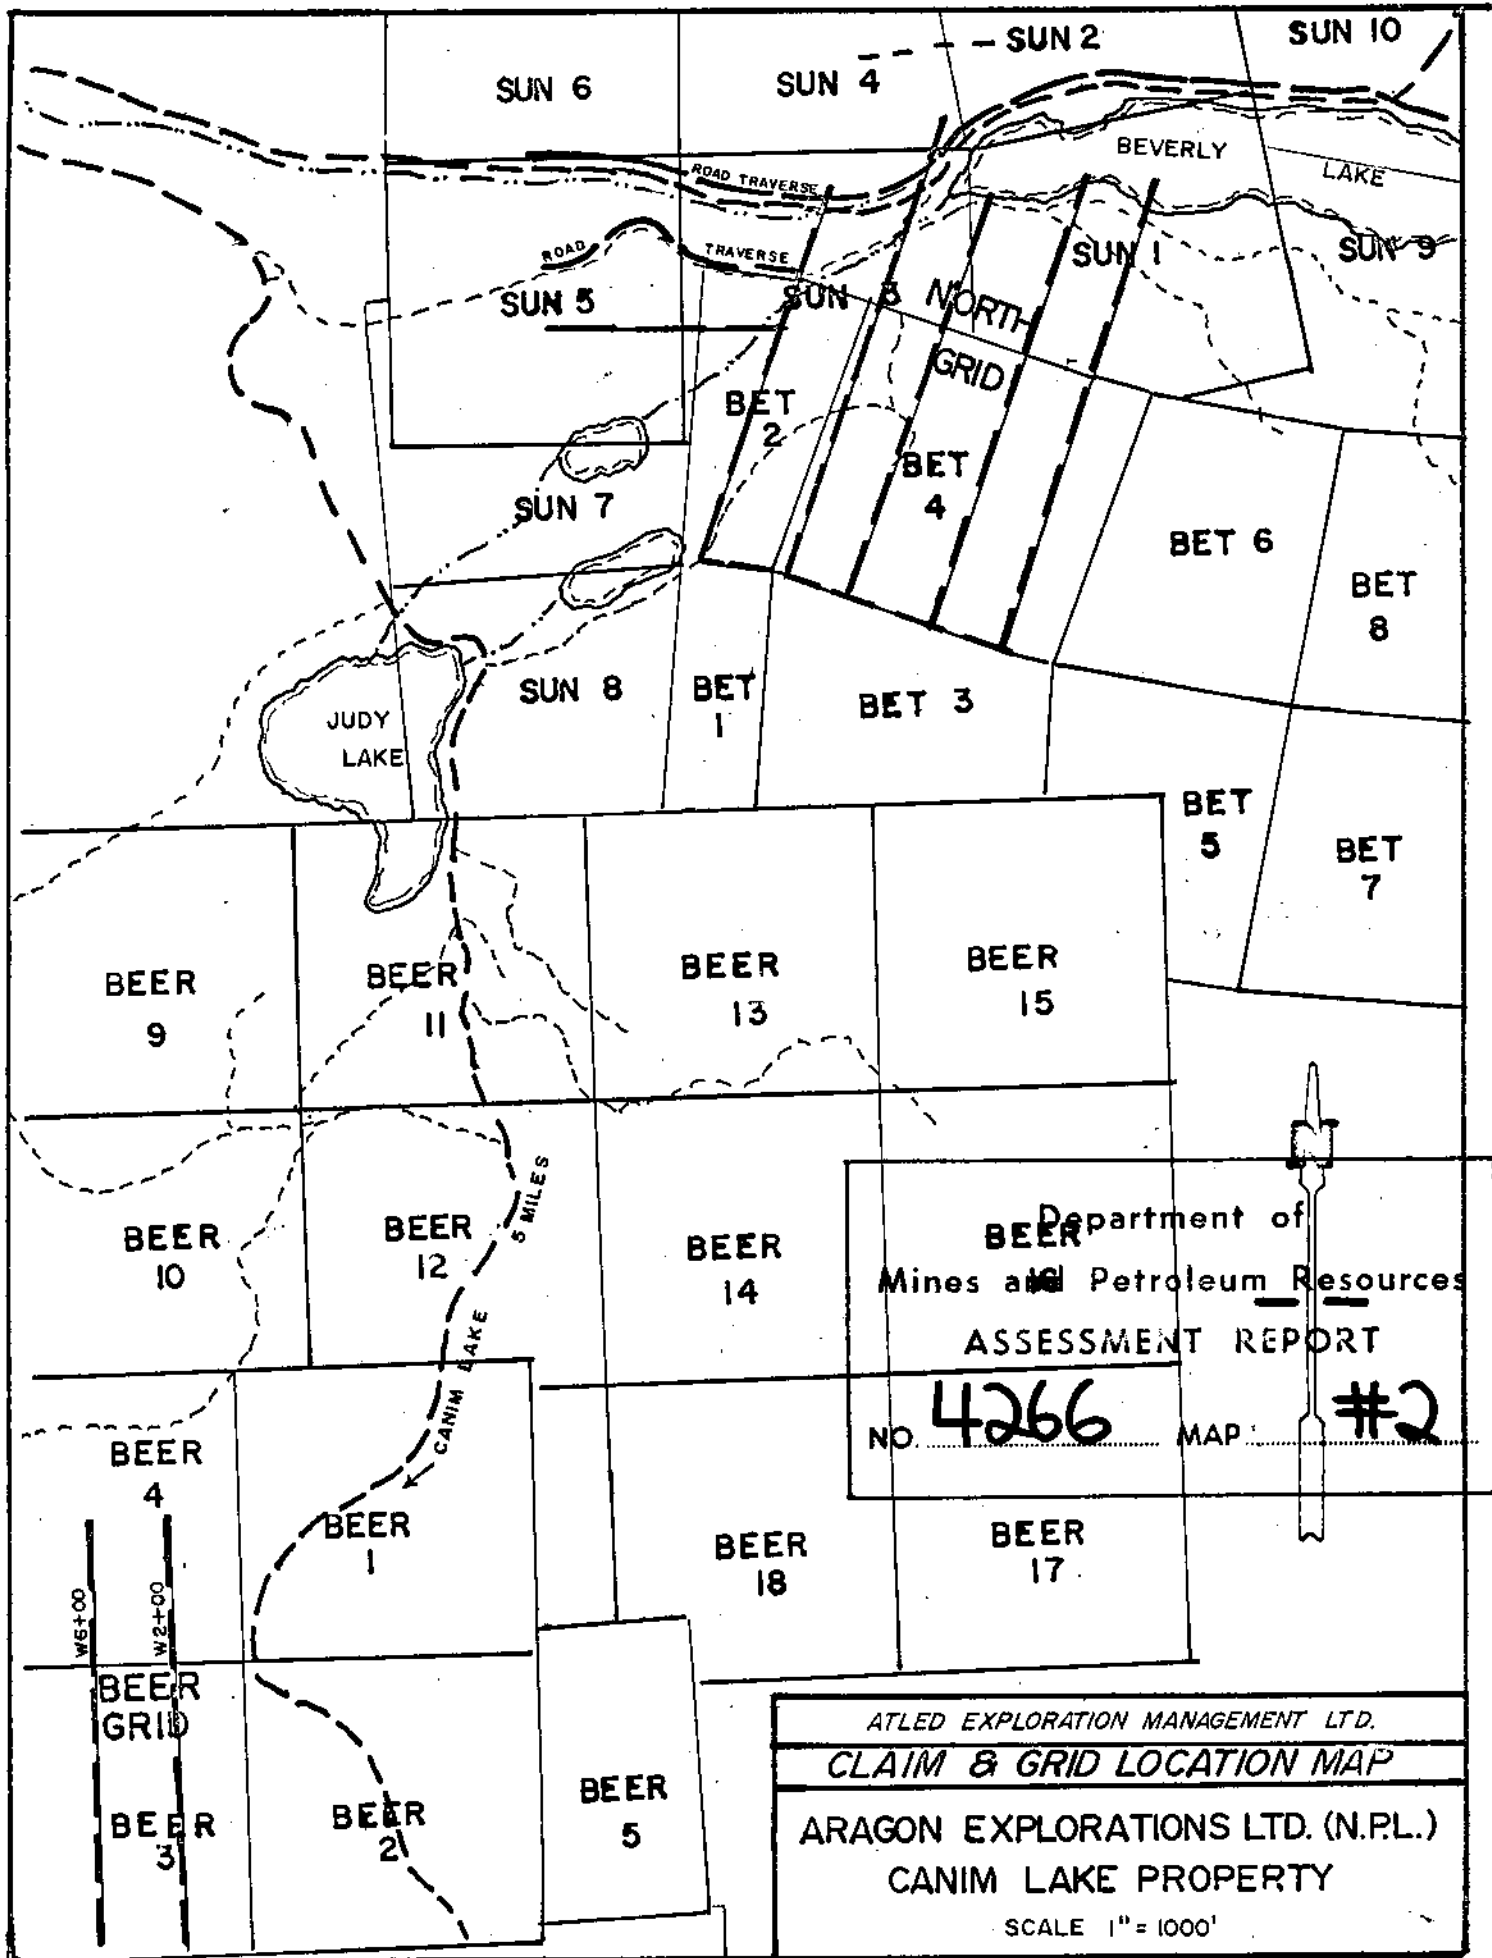 SUN 6
SUN 4
SUN 2
SUN 10
BEVERLY
LAKE
ROAD TRAVERSE
ROAD TRAVERSE
SUN 5
SUN 3
SUN 1
SUN 9
NORTH
GRID
BET
2
BET
4
BET 6
BET
8
SUN 7
SUN 8
BET
1
BET 3
BET
5
BET
7
JUDY
LAKE
BEER
9
BEER
11
BEER
13
BEER
15
BEER
10
BEER
12
BEER
14
BEER
16
5 MILES
CANIM LAKE
Department of
Mines and Petroleum Resources
ASSESSMENT REPORT
NO. 4266 MAP #2
BEER
4
BEER
1
BEER
18
BEER
17
W6+00
W2+00
BEER
GRID
BEER
3
BEER
2
BEER
5
ATLED EXPLORATION MANAGEMENT LTD.
CLAIM & GRID LOCATION MAP
ARAGON EXPLORATIONS LTD. (N.P.L.)
CANIM LAKE PROPERTY
SCALE 1" = 1000'